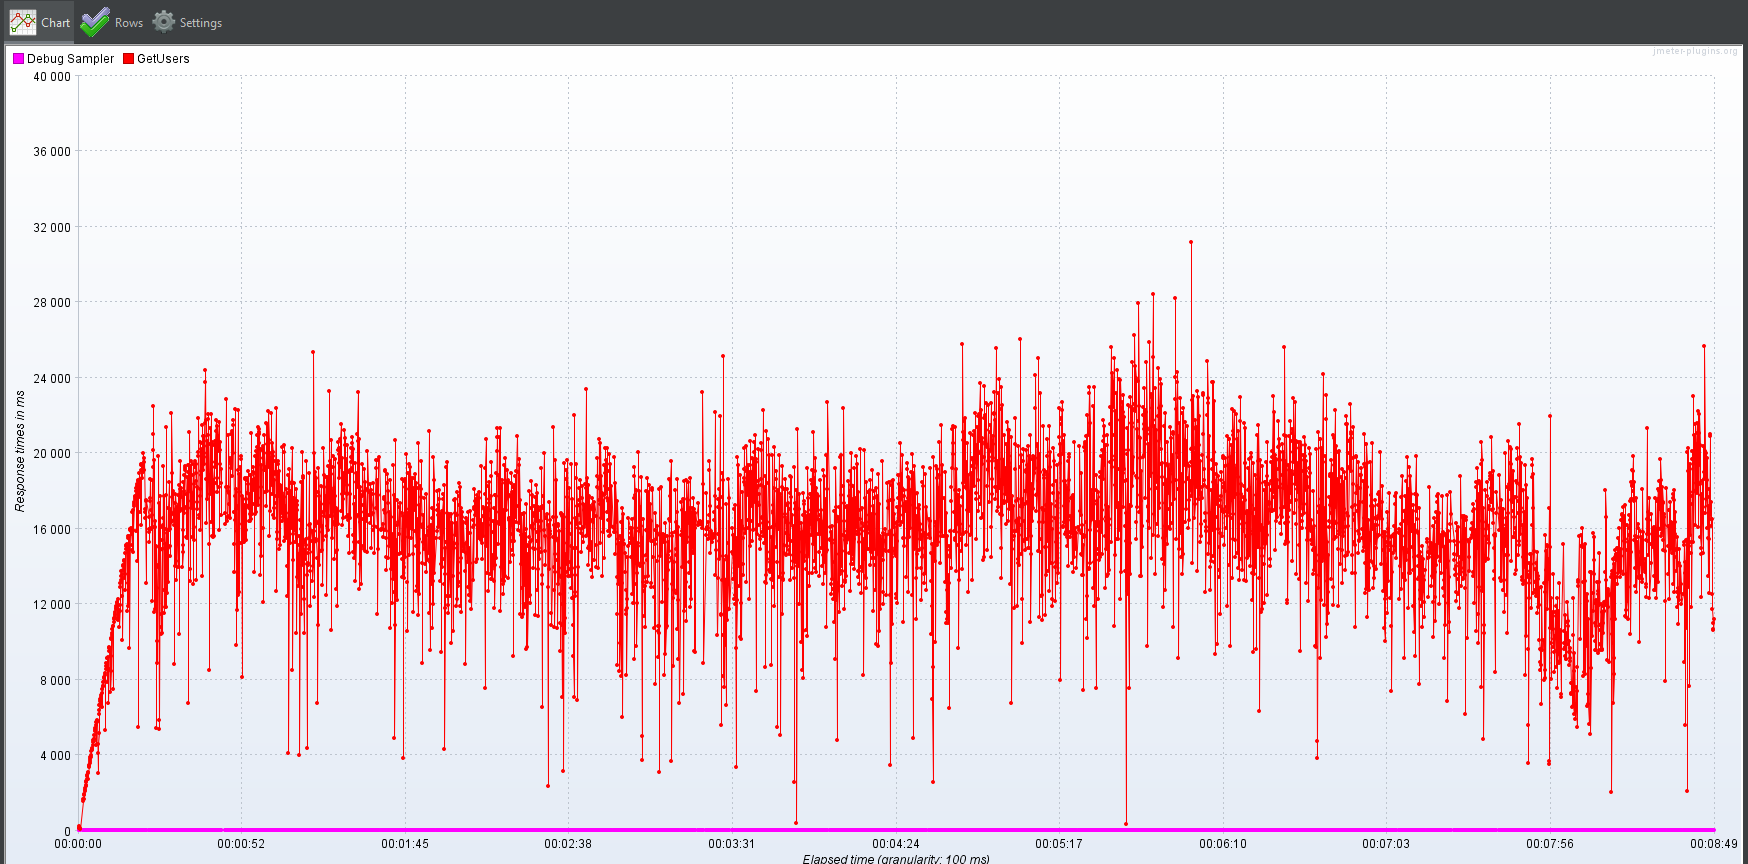 Chart Rows Settings
jmeter-plugins.org
Debug Sampler GetUsers
40 000
36 000
32 000
28 000
24 000
20 000
16 000
12 000
8 000
4 000
0
Response times in ms
00:00:00 00:00:52 00:01:45 00:02:38 00:03:31 00:04:24 00:05:17 00:06:10 00:07:03 00:07:56 00:08:49
Elapsed time (granularity: 100 ms)